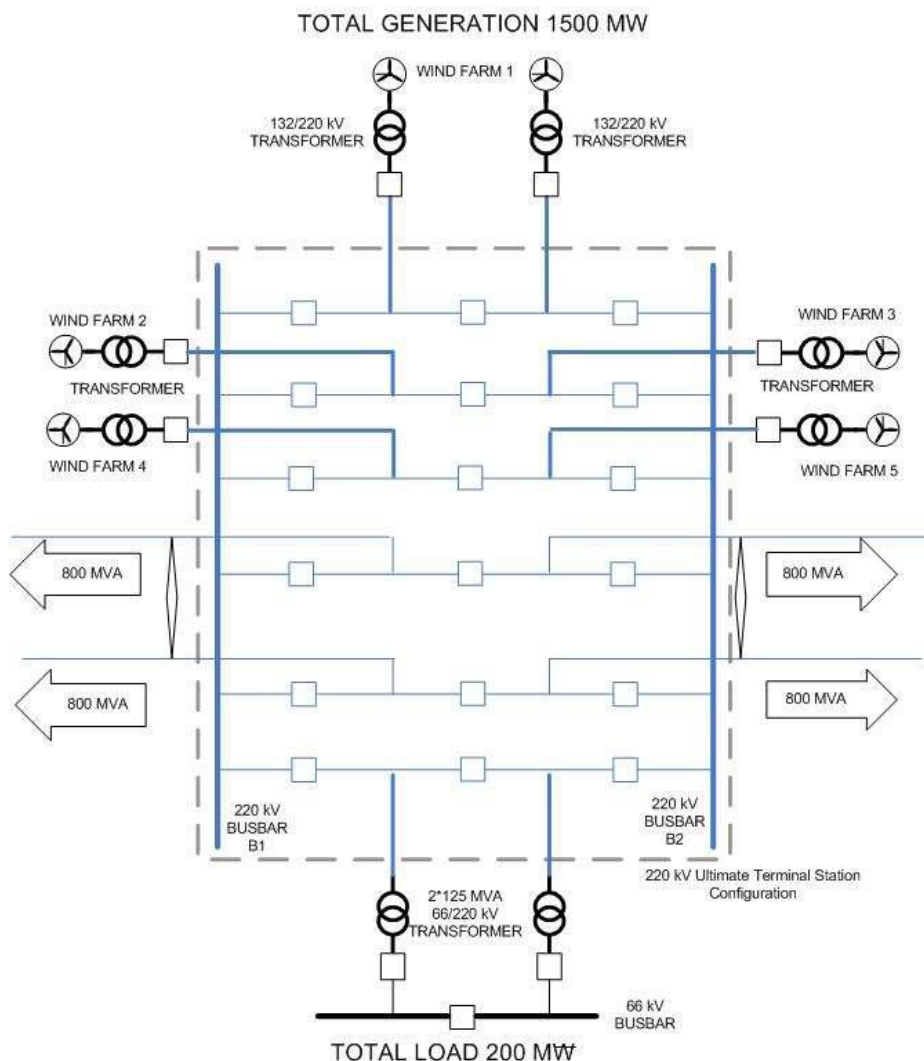 TOTAL GENERATION 1500 MW
WIND FARM 1
132/220 kV
TRANSFORMER
132/220 kV
TRANSFORMER
WIND FARM 2
TRANSFORMER
WIND FARM 3
TRANSFORMER
WIND FARM 4
WIND FARM 5
800 MVA
800 MVA
800 MVA
800 MVA
220 kV
BUSBAR
B1
220 kV
BUSBAR
B2
220 kV Ultimate Terminal Station
Configuration
2*125 MVA
66/220 kV
TRANSFORMER
66 kV
BUSBAR
TOTAL LOAD 200 MW